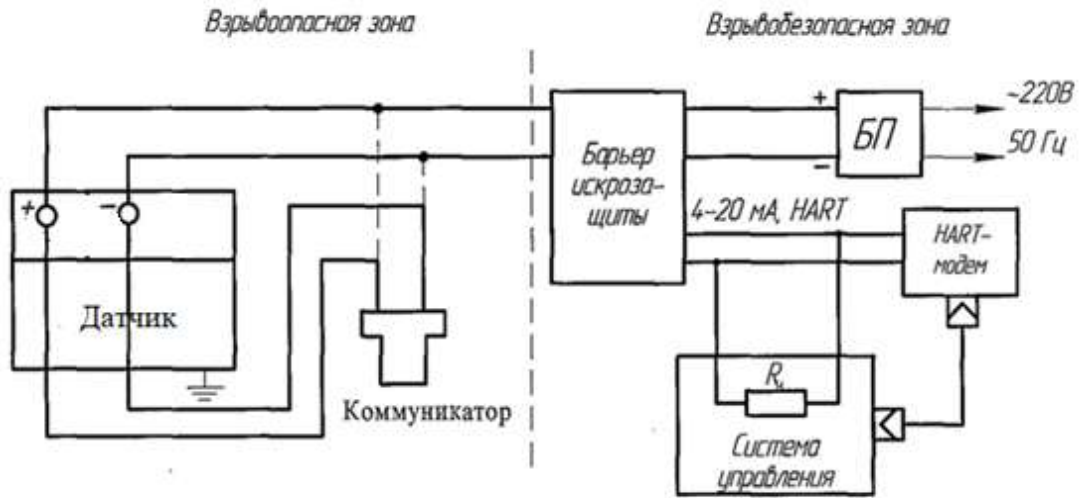 Взрывоопасная зона
Взрывобезопасная зона
+
-
Датчик
Коммуникатор
Барьер
искроза-
щиты
+
-
БП
~220В
50 Гц
4-20 мА, HART
HART-
модем
Rн
Система
управления